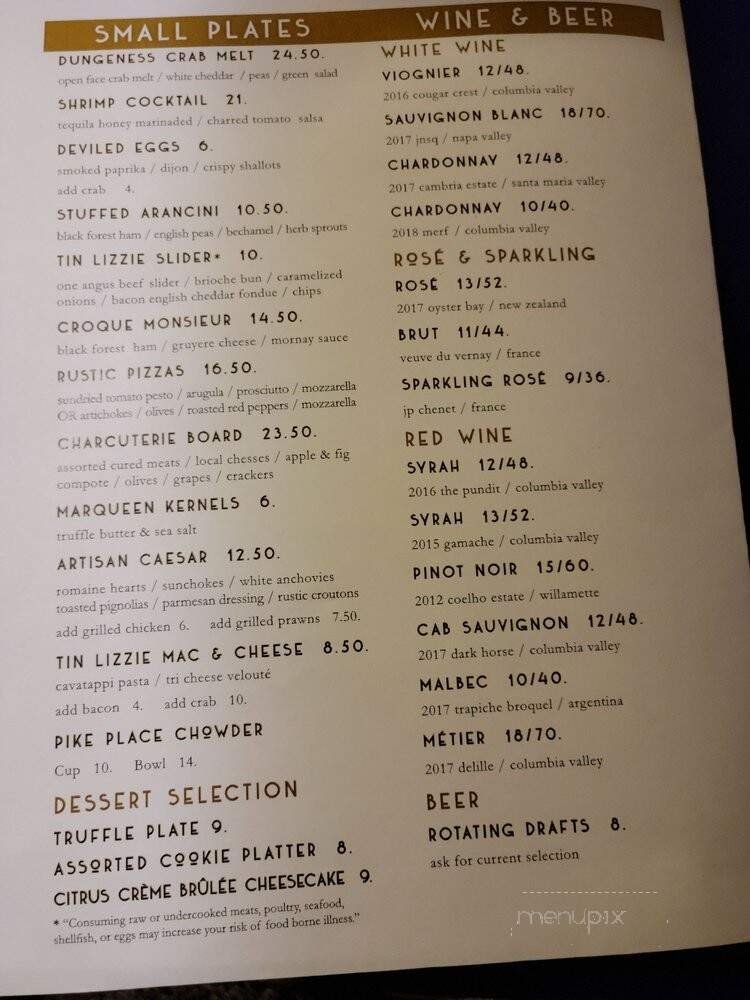 SMALL PLATES
DUNGENESS CRAB MELT 24.50.
open face crab melt / white cheddar / peas / green salad
SHRIMP COCKTAIL 21.
tequila honey marinaded / charred tomato salsa
DEVILED EGGS 6.
smoked paprika / dijon / crispy shallots
add crab 4.
STUFFED ARANCINI 10.50.
black forest ham / english peas / bechamel / herb sprouts
TIN LIZZIE SLIDER* 10.
one angus beef slider / brioche bun / caramelized
onions / bacon english cheddar fondue / chips
CROQUE MONSIEUR 14.50.
black forest ham / gruyere cheese / mornay sauce
RUSTIC PIZZAS 16.50.
sundried tomato pesto / arugula / prosciutto / mozzarella
OR artichokes / olives / roasted red peppers / mozzarella
CHARCUTERIE BOARD 23.50.
assorted cured meats / local chesses / apple & fig
compote / olives / grapes / crackers
MARQUEEN KERNELS 6.
truffle butter & sea salt
ARTISAN CAESAR 12.50.
romaine hearts / sunchokes / white anchovies
toasted pignolias / parmesan dressing / rustic croutons
add grilled chicken 6. add grilled prawns 7.50.
TIN LIZZIE MAC & CHEESE 8.50.
cavatappi pasta / tri cheese velouté
add bacon 4. add crab 10.
PIKE PLACE CHOWDER
Cup 10. Bowl 14.
DESSERT SELECTION
TRUFFLE PLATE 9.
ASSORTED COOKIE PLATTER 8.
CITRUS CRÈME BRÛLÉE CHEESECAKE 9.
* "Consuming raw or undercooked meats, poultry, seafood,
shellfish, or eggs may increase your risk of food borne illness."
WINE & BEER
WHITE WINE
VIOGNIER 12/48.
2016 cougar crest / columbia valley
SAUVIGNON BLANC 18/70.
2017 jnsq / napa valley
CHARDONNAY 12/48.
2017 cambria estate / santa maria valley
CHARDONNAY 10/40.
2018 merf / columbia valley
ROSÉ & SPARKLING
ROSÉ 13/52.
2017 oyster bay / new zealand
BRUT 11/44.
veuve du vernay / france
SPARKLING ROSÉ 9/36.
jp chenet / france
RED WINE
SYRAH 12/48.
2016 the pundit / columbia valley
SYRAH 13/52.
2015 gamache / columbia valley
PINOT NOIR 15/60.
2012 coelho estate / willamette
CAB SAUVIGNON 12/48.
2017 dark horse / columbia valley
MALBEC 10/40.
2017 trapiche broquel / argentina
MÉTIER 18/70.
2017 delille / columbia valley
BEER
ROTATING DRAFTS 8.
ask for current selection
menupix